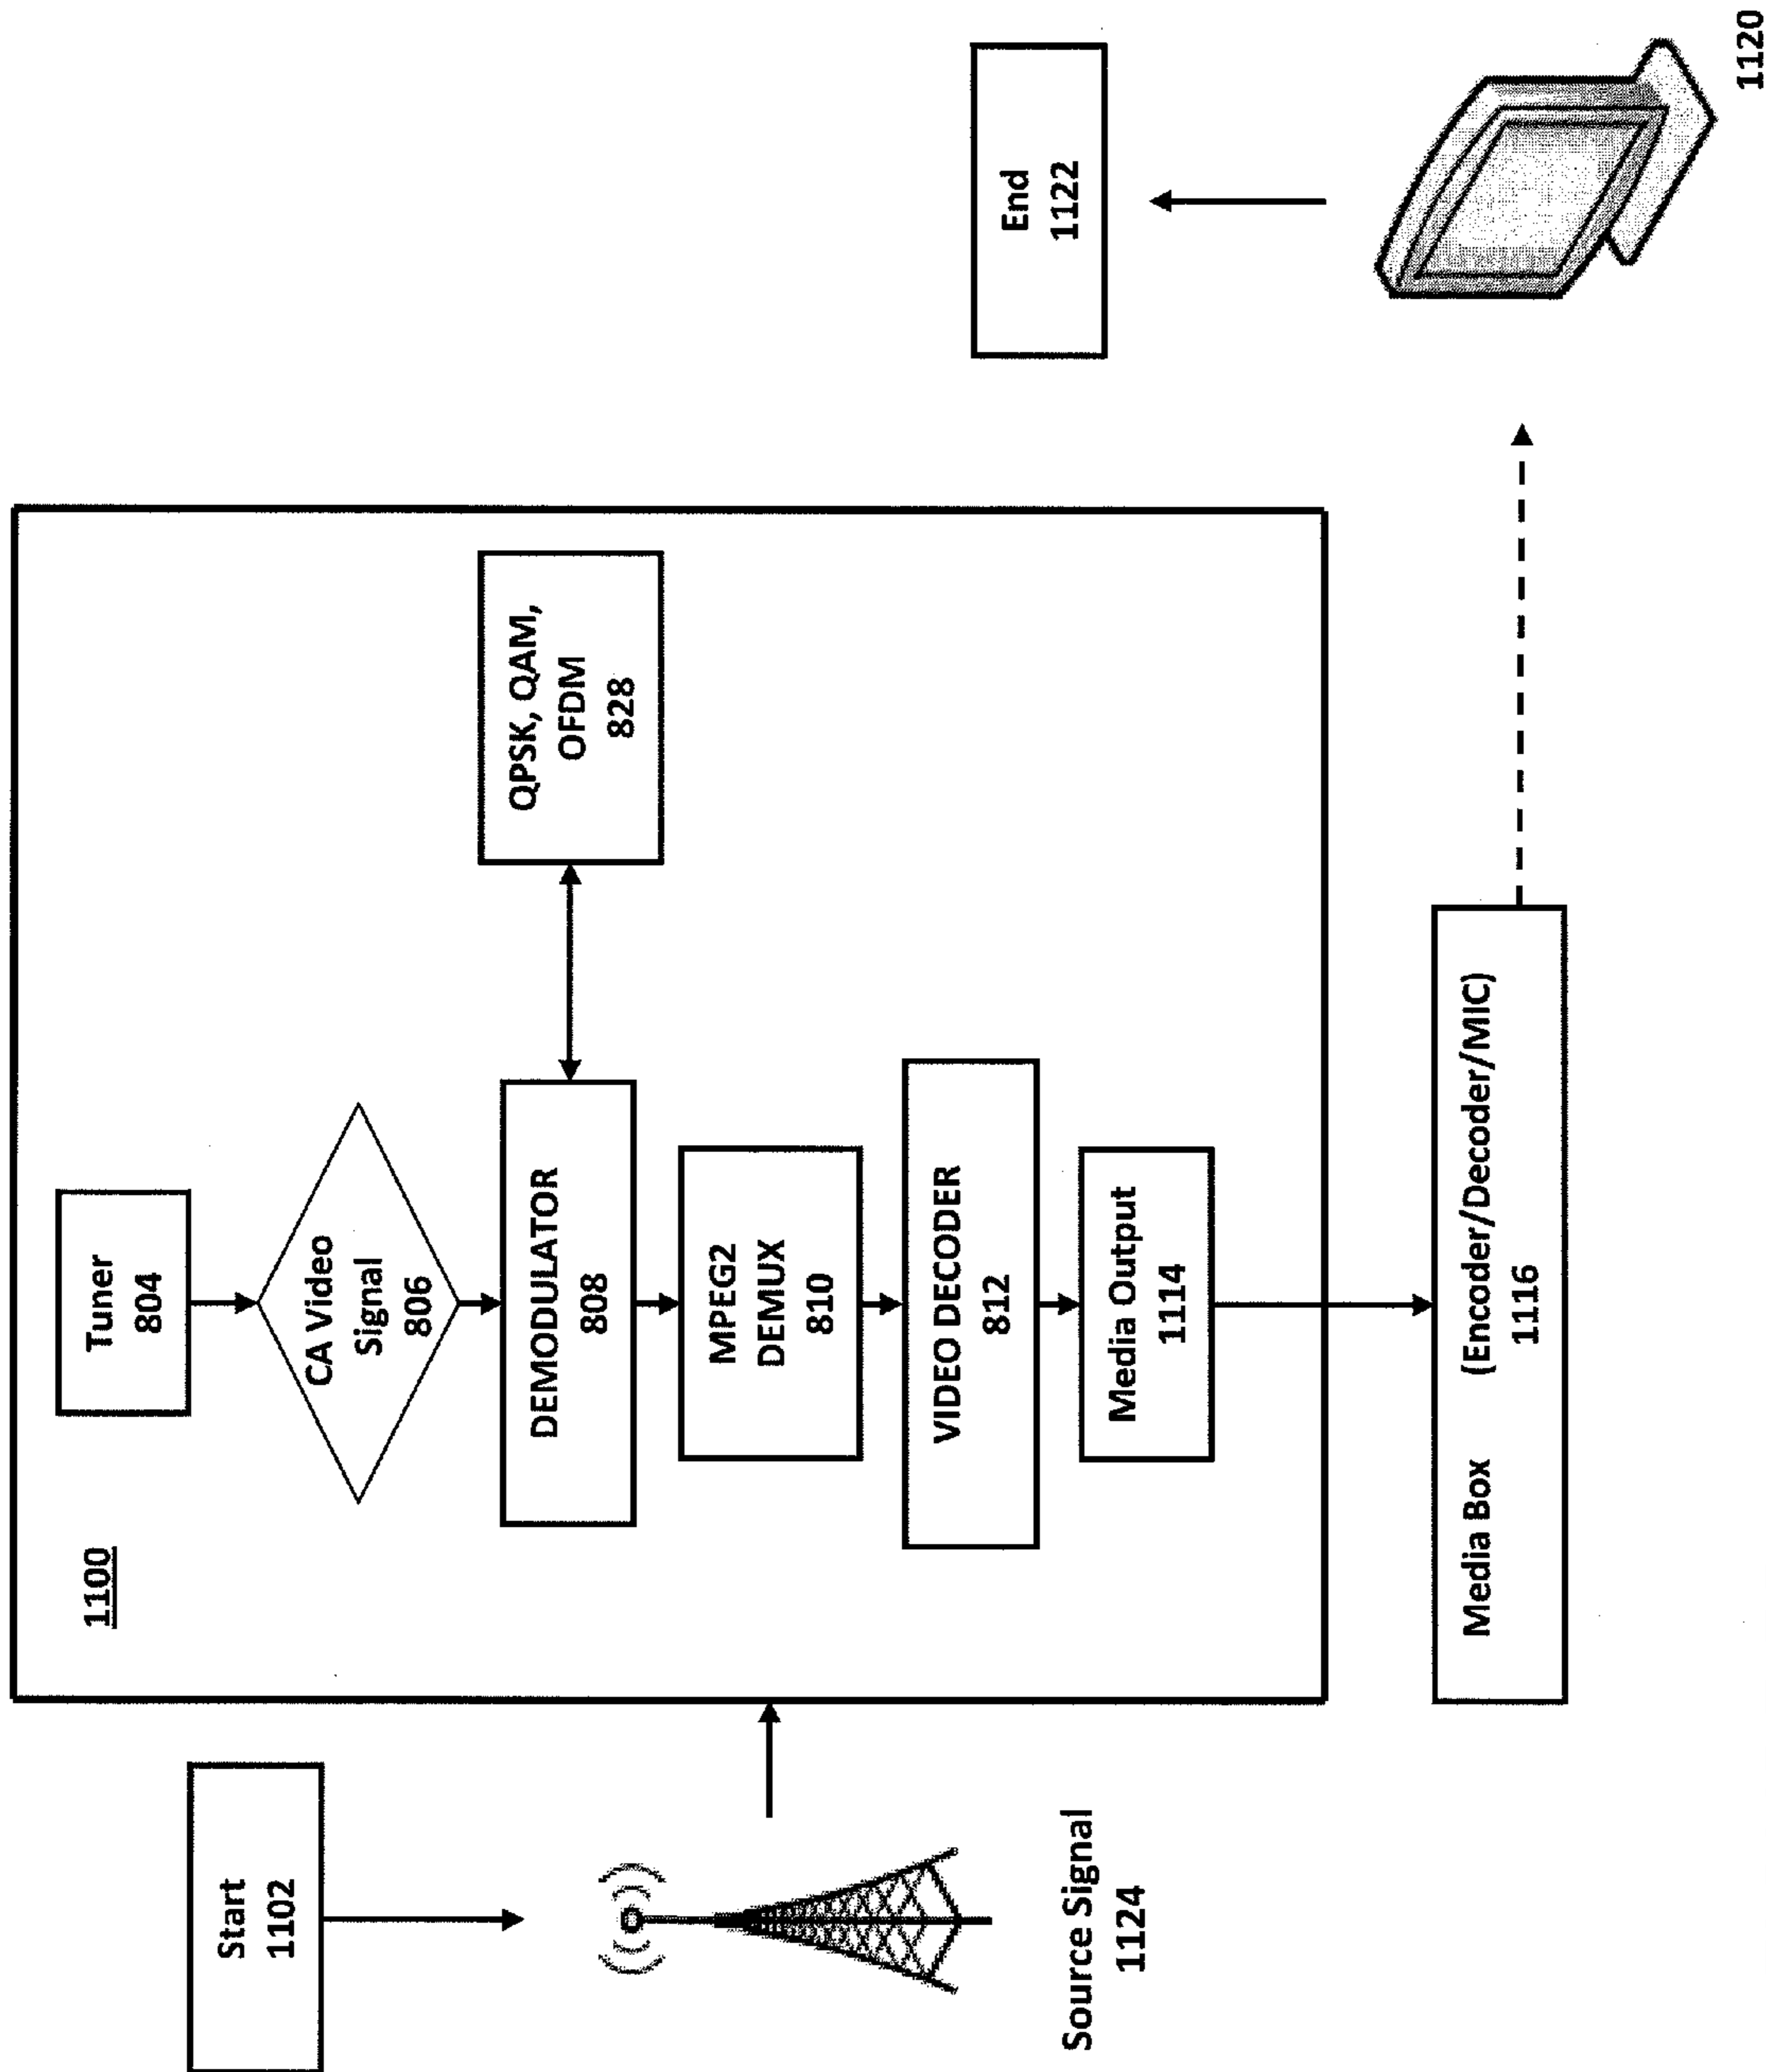 Start
1102
Source Signal
1124
1100
Tuner
804
CA Video
Signal
806
DEMODULATOR
808
QPSK, QAM,
OFDM
828
MPEG2
DEMUX
810
VIDEO DECODER
812
Media Output
1114
Media Box (Encoder/Decoder/MIC)
1116
End
1122
1120